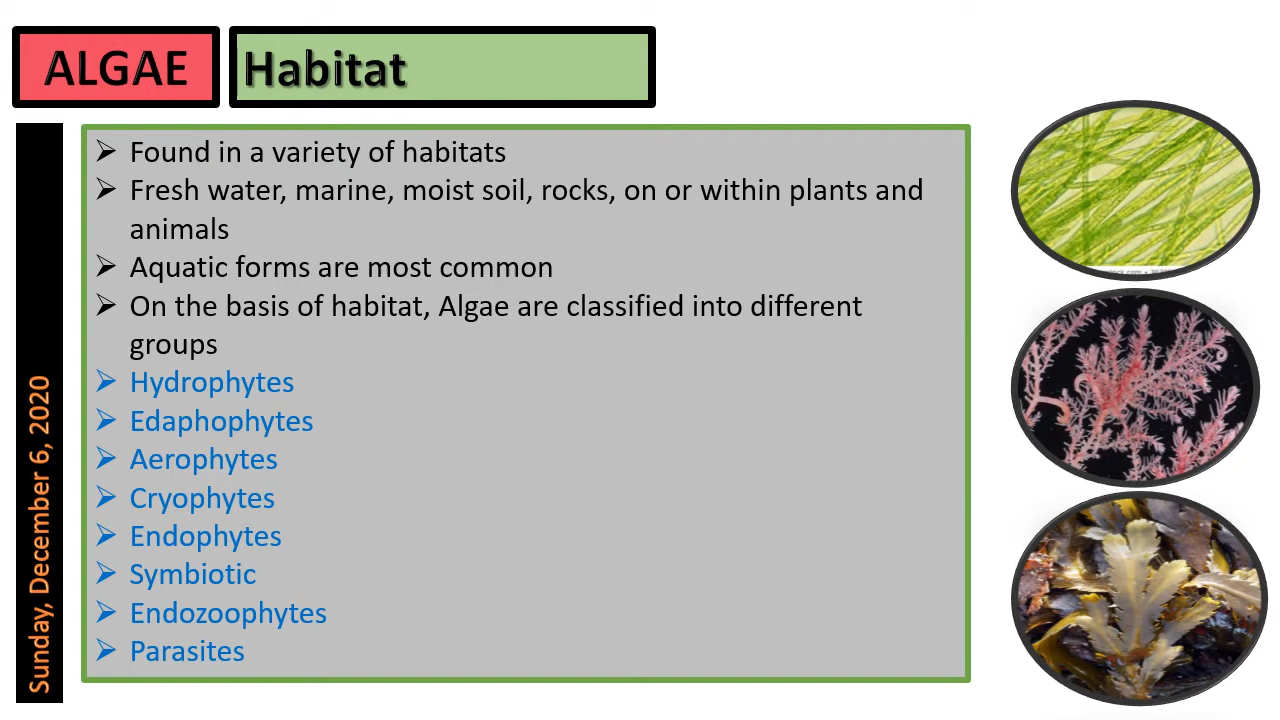 ALGAE
Habitat
➢ Found in a variety of habitats
➢ Fresh water, marine, moist soil, rocks, on or within plants and
animals
➢ Aquatic forms are most common
➢ On the basis of habitat, Algae are classified into different
groups
➢ Hydrophytes
➢ Edaphophytes
➢ Aerophytes
➢ Cryophytes
➢ Endophytes
➢ Symbiotic
➢ Endozoophytes
➢ Parasites
Sunday, December 6, 2020